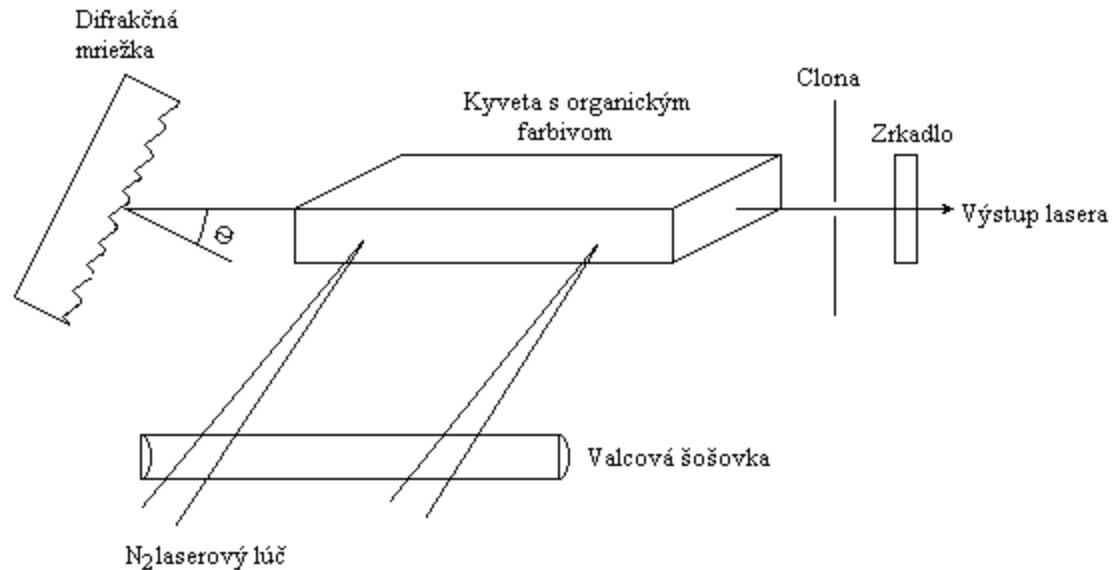 Difrakčná
mriežka
Kyveta s organickým
farbivom
Clona
Zrkadlo
Θ
Výstup lasera
Valcová šošovka
N₂laserový lúč